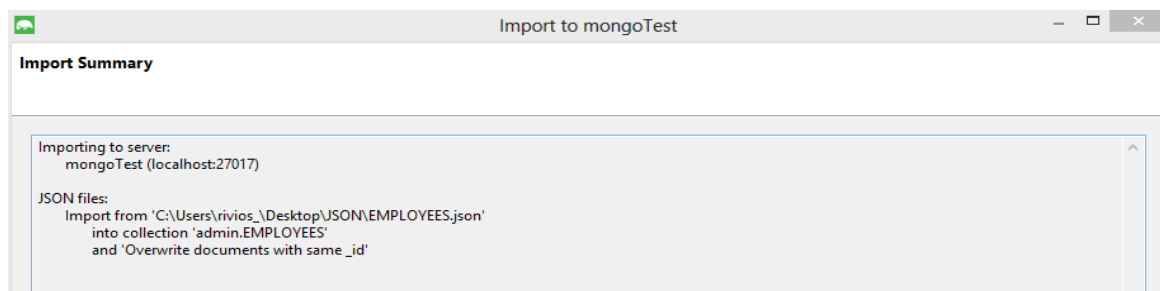 Import to mongoTest
Import Summary
Importing to server:
mongoTest (localhost:27017)
JSON files:
Import from 'C:\Users\rivios_\Desktop\JSON\EMPLOYEES.json'
into collection 'admin.EMPLOYEES'
and 'Overwrite documents with same _id'